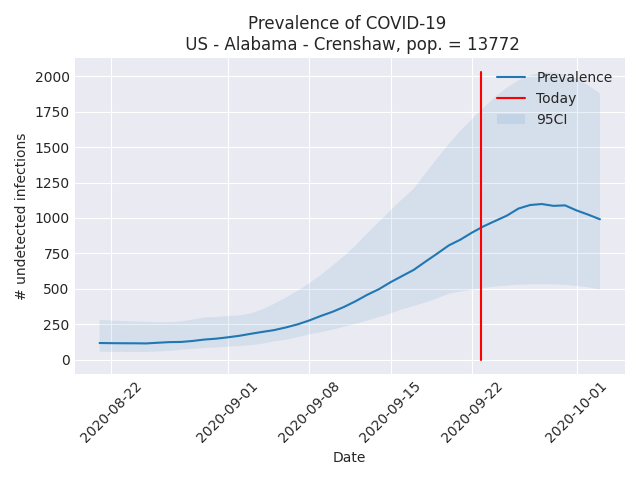 Prevalence of COVID-19
US - Alabama - Crenshaw, pop. = 13772
2000
1750
1500
1250
1000
750
500
250
0
# undetected infections
Prevalence
Today
95CI
2020-08-22
2020-09-01
2020-09-08
2020-09-15
2020-09-22
2020-10-01
Date